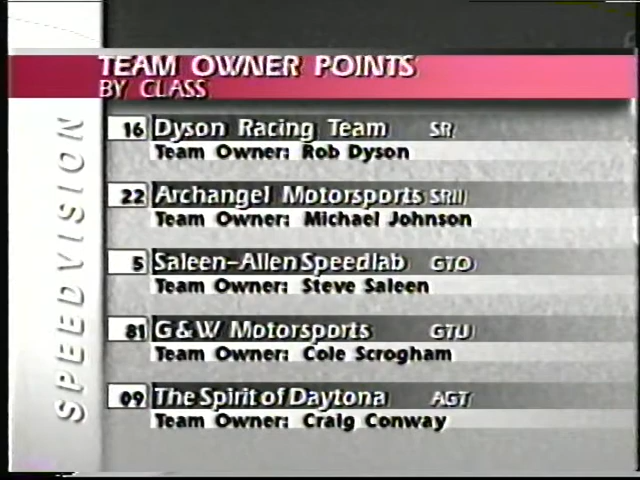 TEAM OWNER POINTS
BY CLASS
SPEEDVISION
16 Dyson Racing Team SR
Team Owner: Rob Dyson
22 Archangel Motorsports SRII
Team Owner: Michael Johnson
5 Saleen-Allen Speedlab GTO
Team Owner: Steve Saleen
81 G&W Motorsports GTU
Team Owner: Cole Scrogham
09 The Spirit of Daytona AGT
Team Owner: Craig Conway